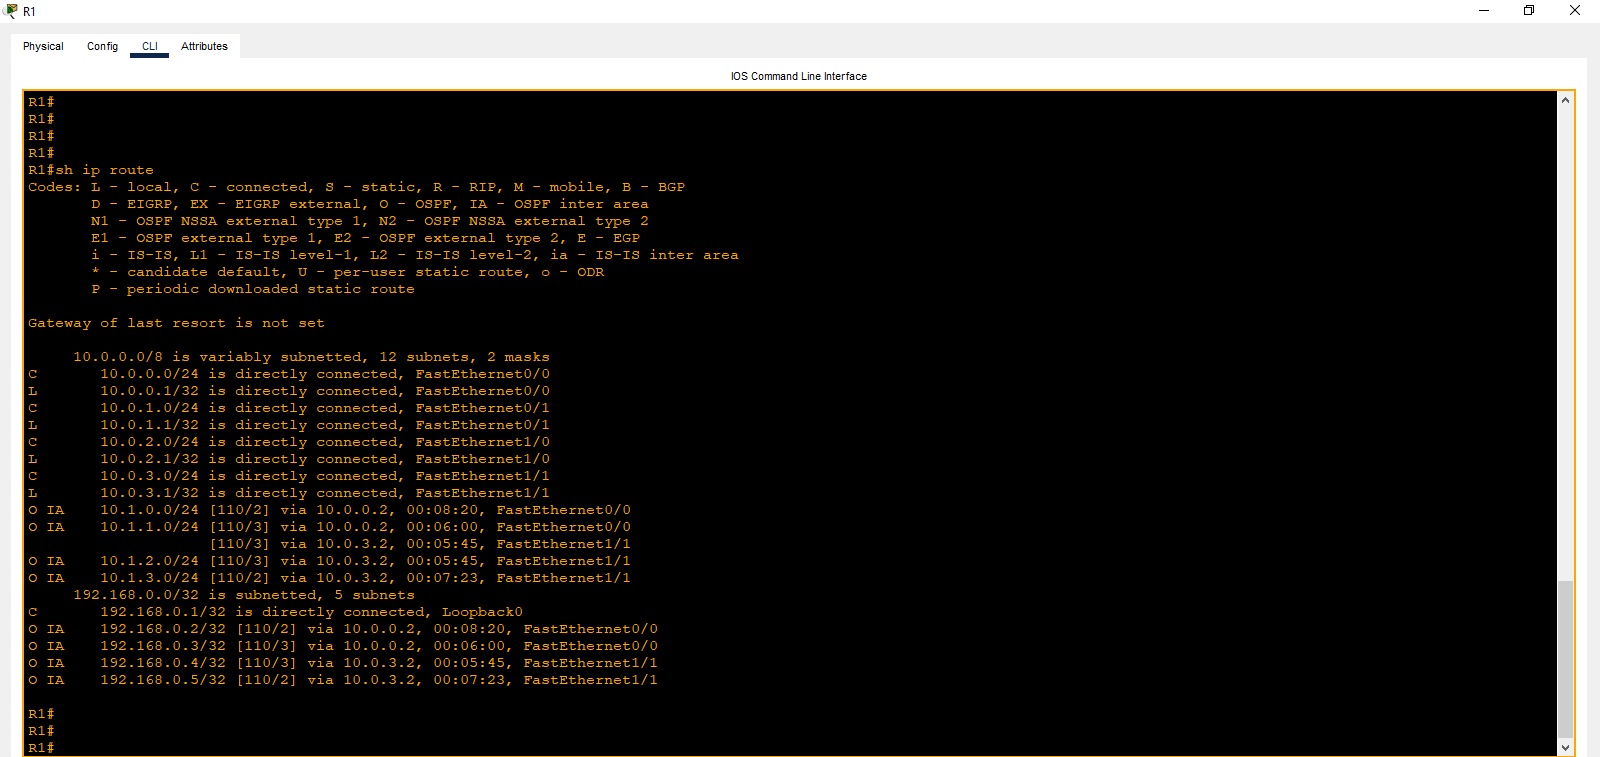 R1
Physical Config CLI Attributes
IOS Command Line Interface
R1#
R1#
R1#
R1#
R1#sh ip route
Codes: L - local, C - connected, S - static, R - RIP, M - mobile, B - BGP
       D - EIGRP, EX - EIGRP external, O - OSPF, IA - OSPF inter area
       N1 - OSPF NSSA external type 1, N2 - OSPF NSSA external type 2
       E1 - OSPF external type 1, E2 - OSPF external type 2, E - EGP
       i - IS-IS, L1 - IS-IS level-1, L2 - IS-IS level-2, ia - IS-IS inter area
       * - candidate default, U - per-user static route, o - ODR
       P - periodic downloaded static route

Gateway of last resort is not set

     10.0.0.0/8 is variably subnetted, 12 subnets, 2 masks
C       10.0.0.0/24 is directly connected, FastEthernet0/0
L       10.0.0.1/32 is directly connected, FastEthernet0/0
C       10.0.1.0/24 is directly connected, FastEthernet0/1
L       10.0.1.1/32 is directly connected, FastEthernet0/1
C       10.0.2.0/24 is directly connected, FastEthernet1/0
L       10.0.2.1/32 is directly connected, FastEthernet1/0
C       10.0.3.0/24 is directly connected, FastEthernet1/1
L       10.0.3.1/32 is directly connected, FastEthernet1/1
O IA    10.1.0.0/24 [110/2] via 10.0.0.2, 00:08:20, FastEthernet0/0
O IA    10.1.1.0/24 [110/3] via 10.0.0.2, 00:06:00, FastEthernet0/0
                    [110/3] via 10.0.3.2, 00:05:45, FastEthernet1/1
O IA    10.1.2.0/24 [110/3] via 10.0.3.2, 00:05:45, FastEthernet1/1
O IA    10.1.3.0/24 [110/2] via 10.0.3.2, 00:07:23, FastEthernet1/1
     192.168.0.0/32 is subnetted, 5 subnets
C       192.168.0.1/32 is directly connected, Loopback0
O IA    192.168.0.2/32 [110/2] via 10.0.0.2, 00:08:20, FastEthernet0/0
O IA    192.168.0.3/32 [110/3] via 10.0.0.2, 00:06:00, FastEthernet0/0
O IA    192.168.0.4/32 [110/3] via 10.0.3.2, 00:05:45, FastEthernet1/1
O IA    192.168.0.5/32 [110/2] via 10.0.3.2, 00:07:23, FastEthernet1/1

R1#
R1#
R1#